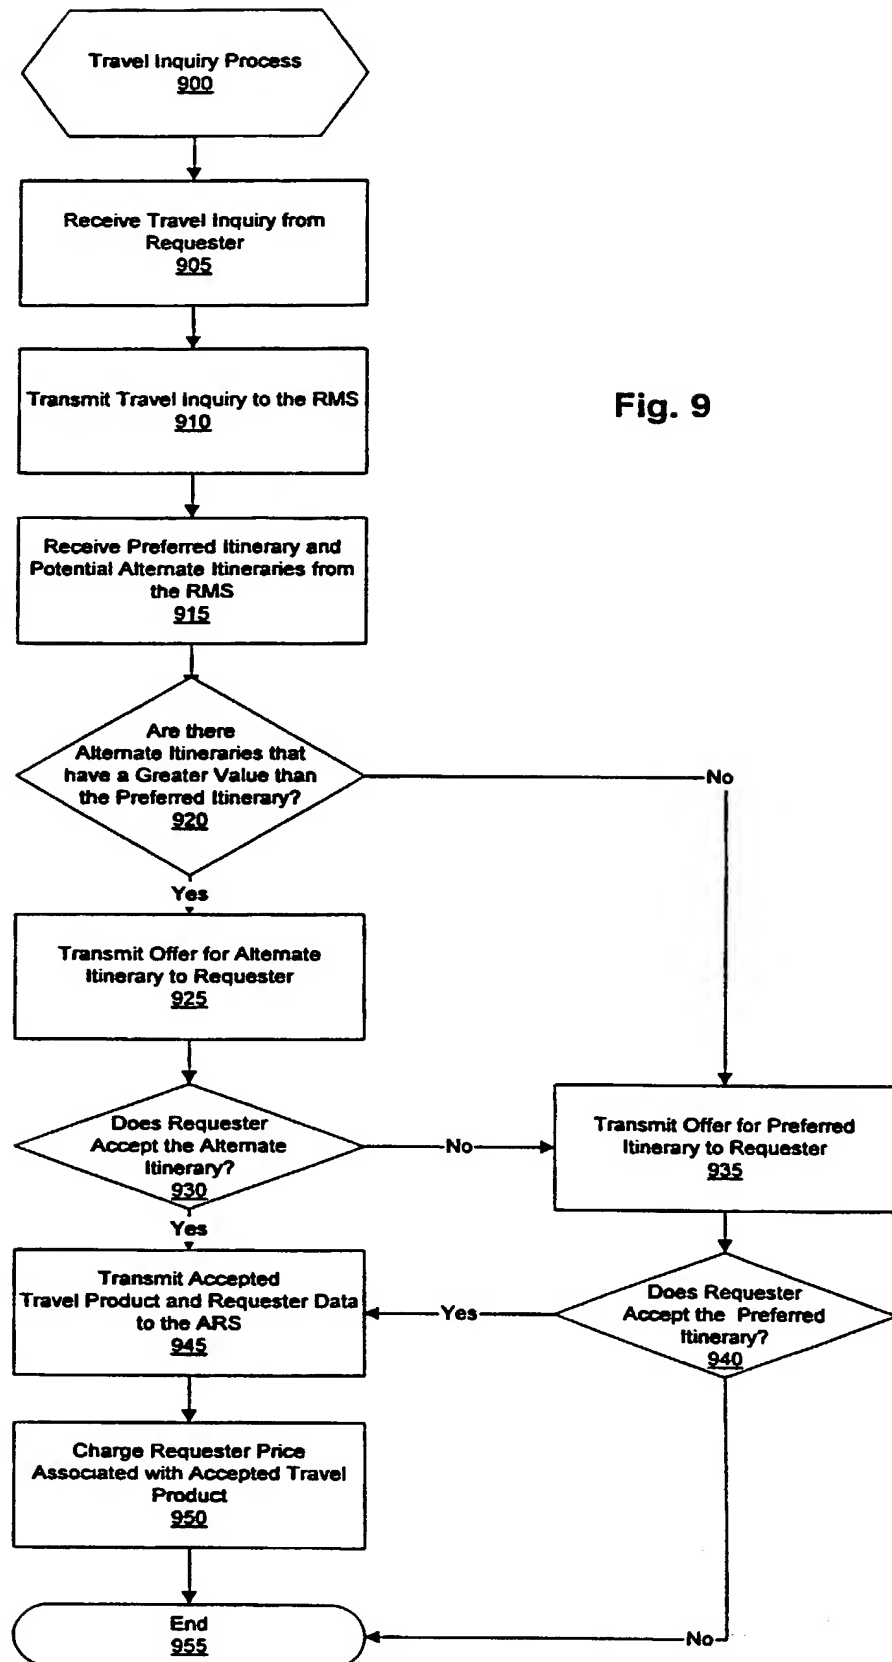 Travel Inquiry Process
900
Receive Travel Inquiry from
Requester
905
Transmit Travel Inquiry to the RMS
910
Fig. 9
Receive Preferred Itinerary and
Potential Alternate Itineraries from
the RMS
915
Are there
Alternate Itineraries that
have a Greater Value than
the Preferred Itinerary?
920
No
Yes
Transmit Offer for Alternate
Itinerary to Requester
925
Does Requester
Accept the Alternate
Itinerary?
930
No
Transmit Offer for Preferred
Itinerary to Requester
935
Yes
Transmit Accepted
Travel Product and Requester Data
to the ARS
945
Yes
Does Requester
Accept the Preferred
Itinerary?
940
Charge Requester Price
Associated with Accepted Travel
Product
950
End
955
No